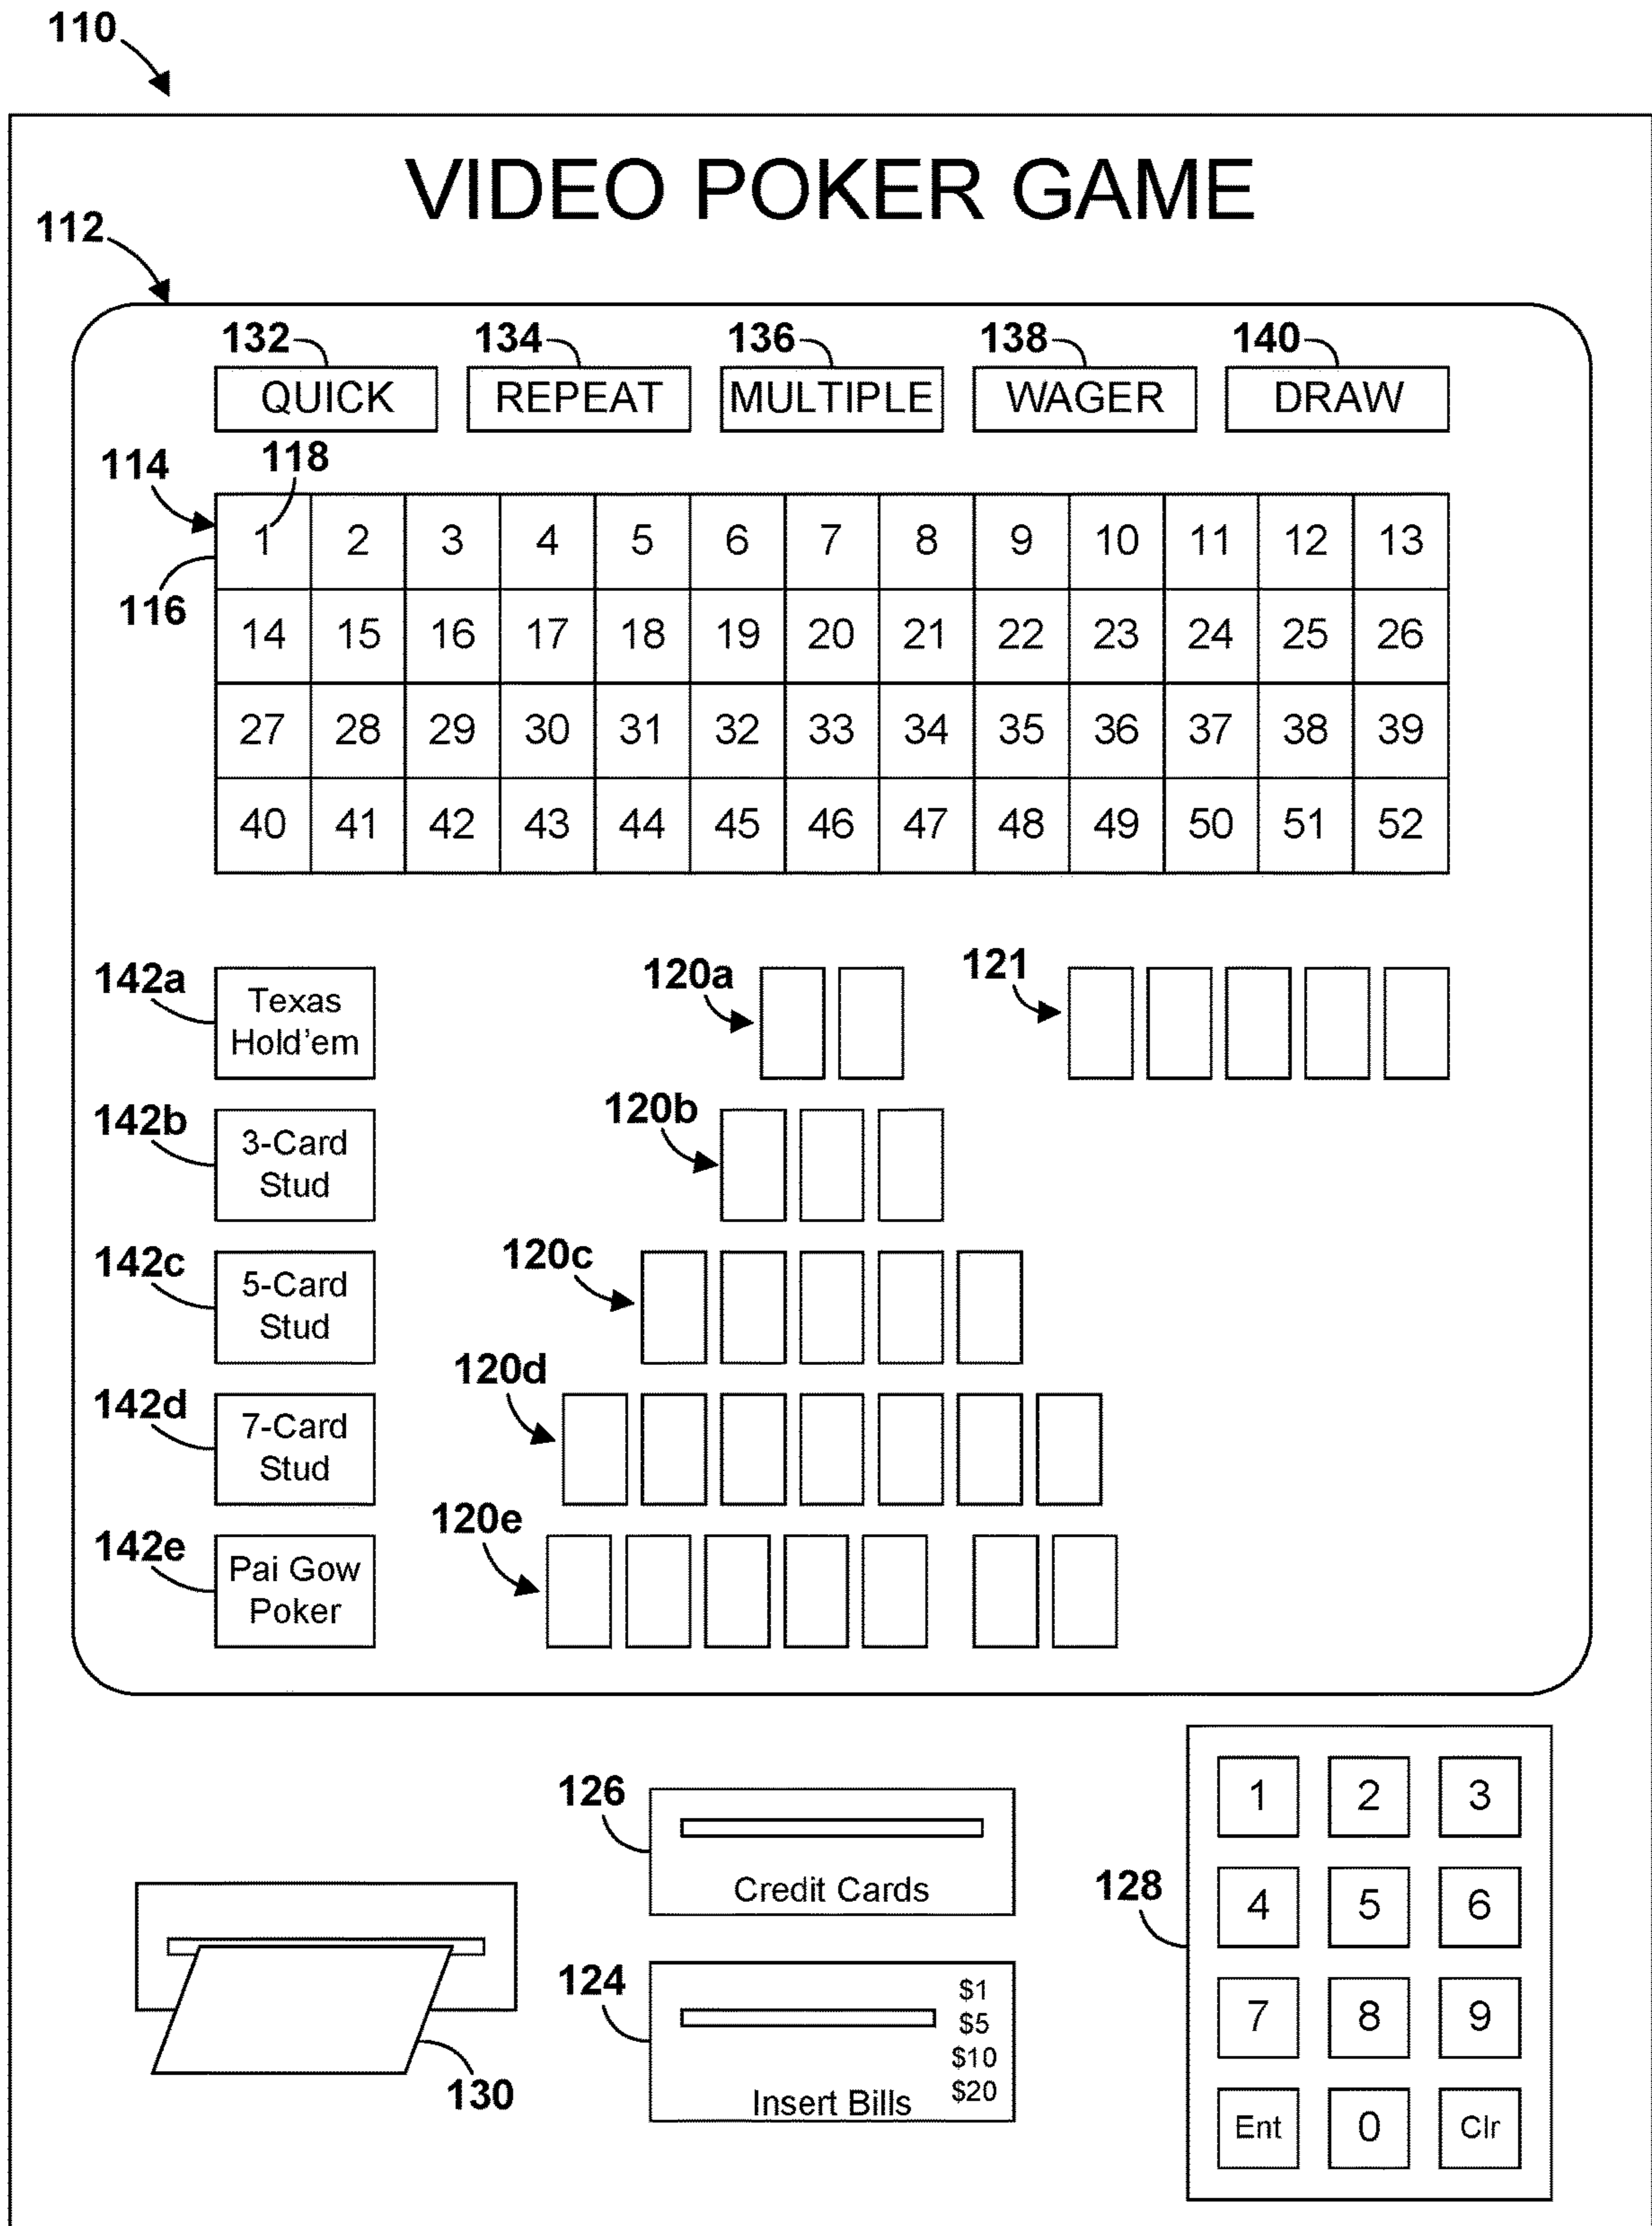 110
VIDEO POKER GAME
112
132 134 136 138 140
QUICK REPEAT MULTIPLE WAGER DRAW
114 118
1 2 3 4 5 6 7 8 9 10 11 12 13
116
14 15 16 17 18 19 20 21 22 23 24 25 26
27 28 29 30 31 32 33 34 35 36 37 38 39
40 41 42 43 44 45 46 47 48 49 50 51 52
142a 120a 121
Texas
Hold'em
142b 120b
3-Card
Stud
142c 120c
5-Card
Stud
142d 120d
7-Card
Stud
142e 120e
Pai Gow
Poker
126
Credit Cards
124
$1
$5
$10
$20
Insert Bills
130
128
1 2 3
4 5 6
7 8 9
Ent 0 Clr